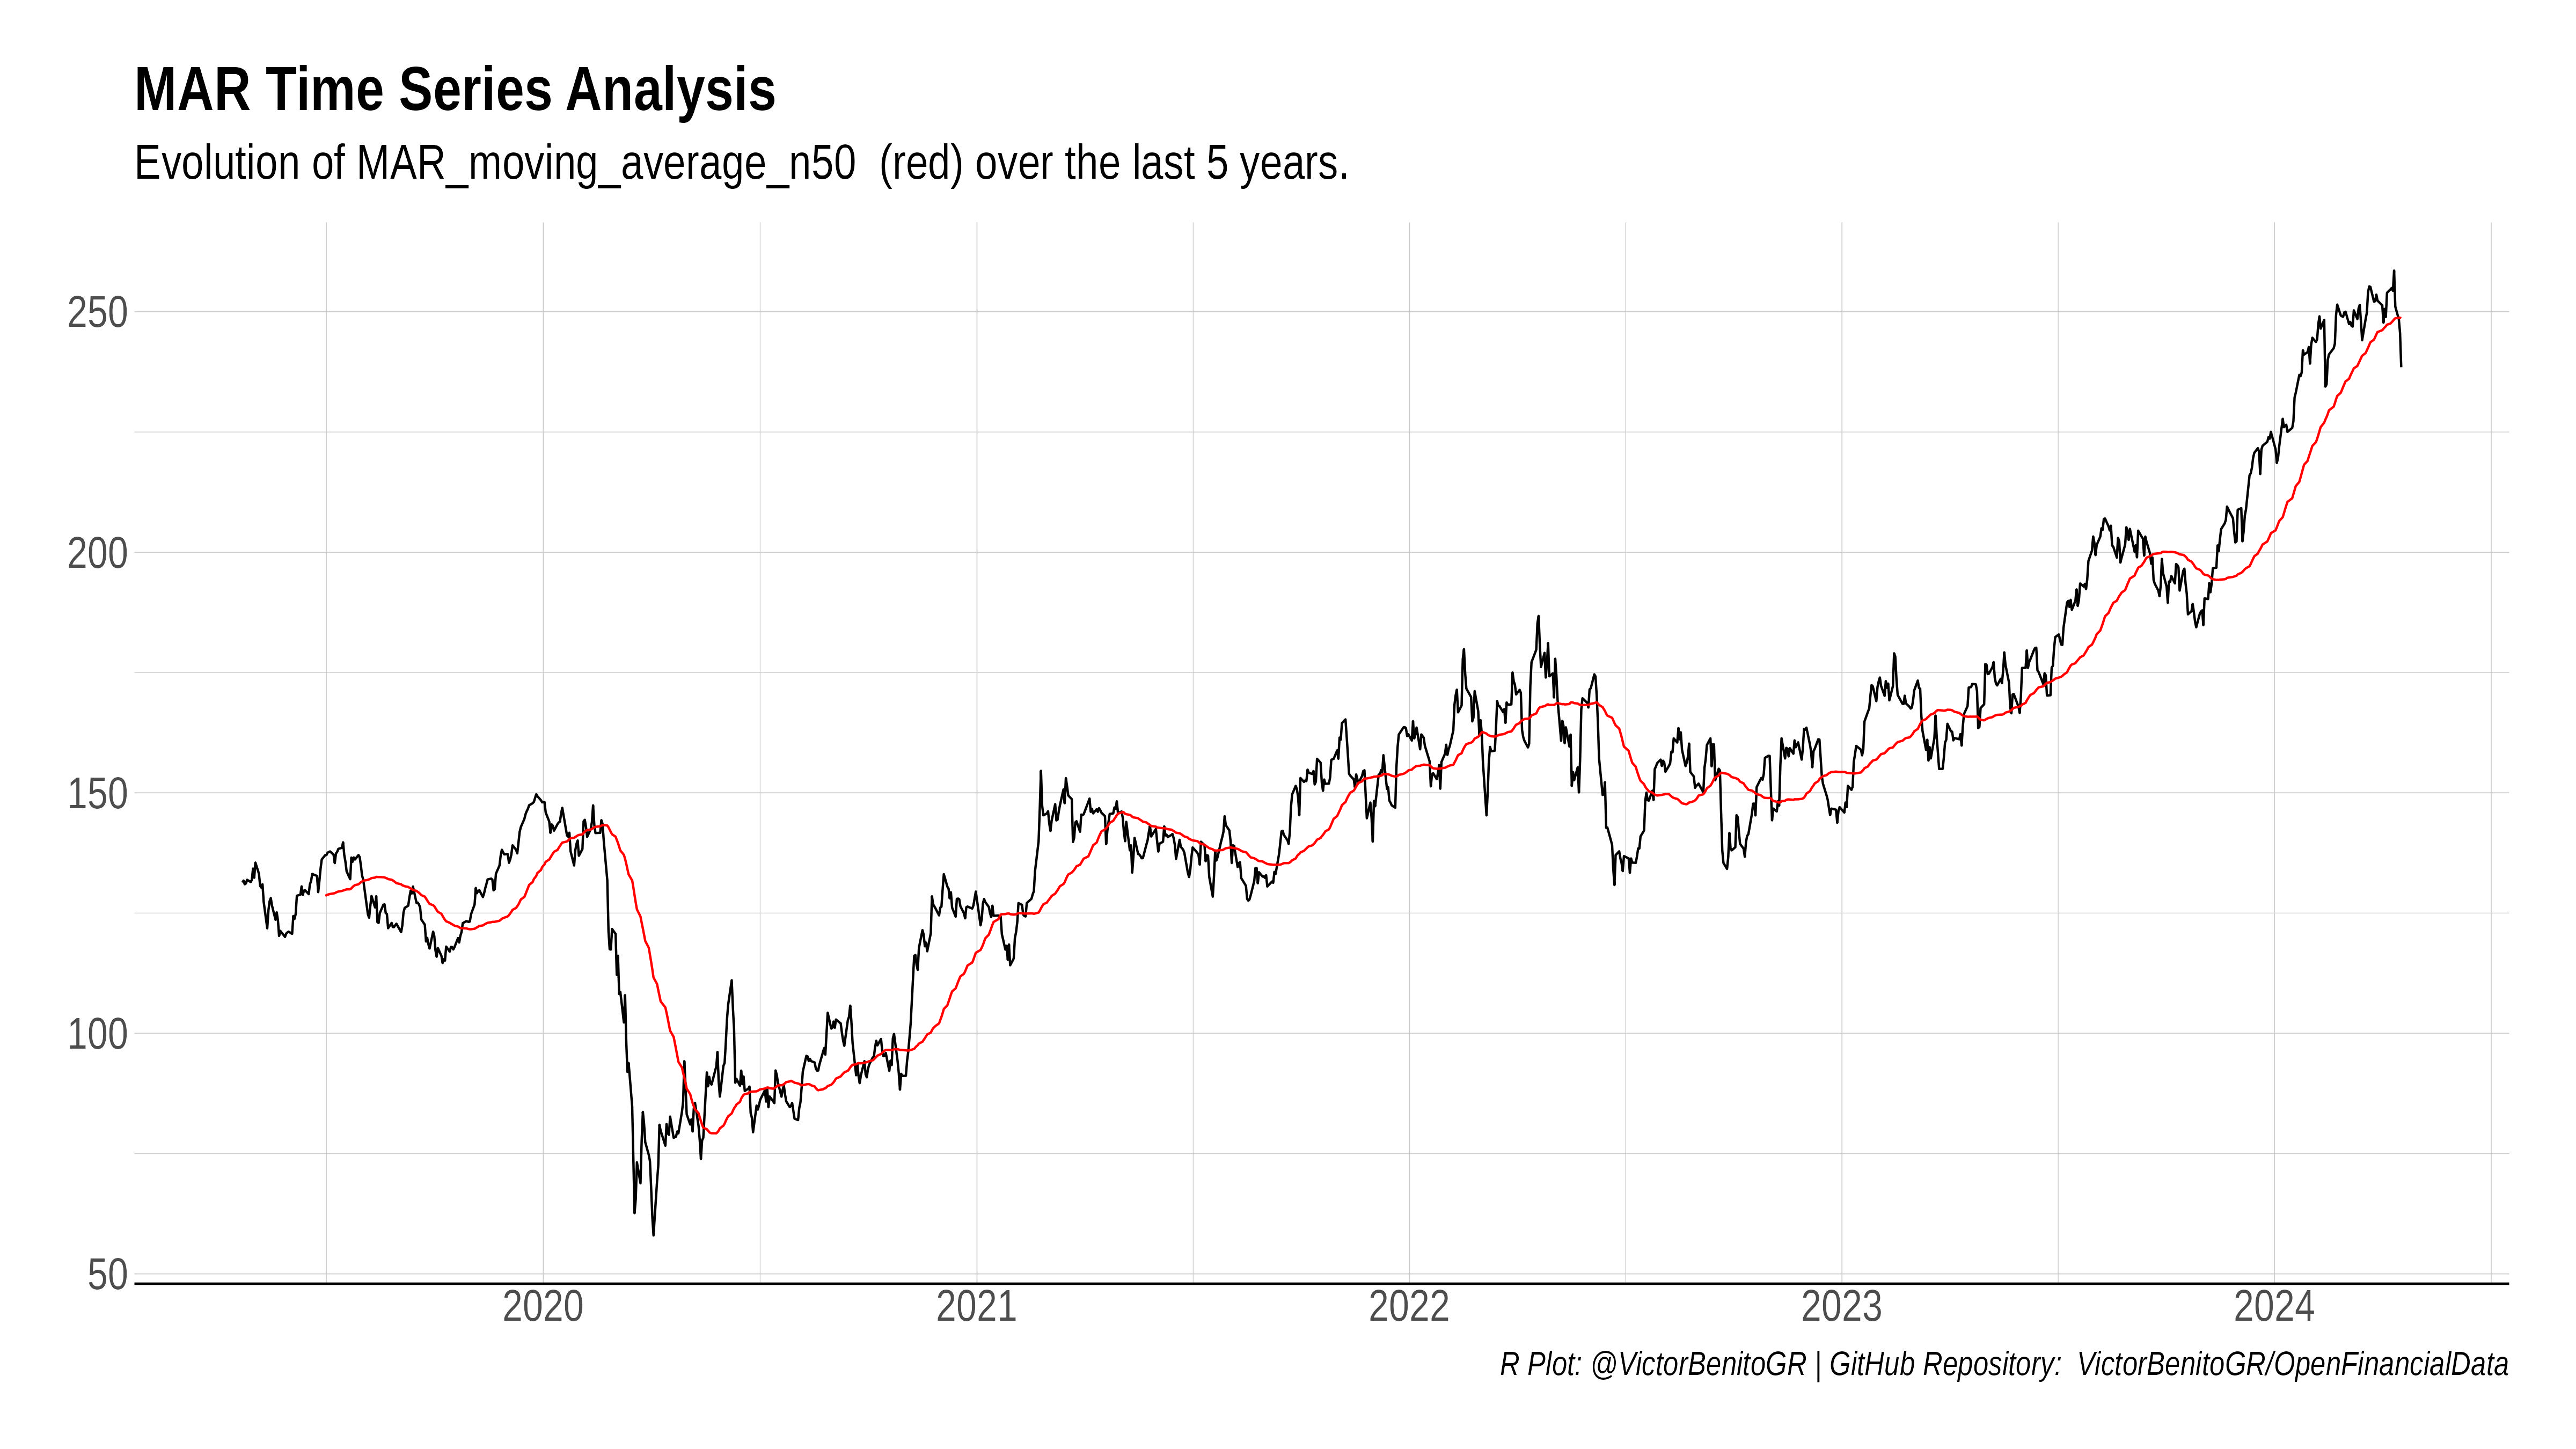 MAR Time Series Analysis
Evolution of MAR_moving_average_n50  (red) over the last 5 years.
250
200
150
100
50
2020 2021 2022 2023 2024
R Plot: @VictorBenitoGR | GitHub Repository:  VictorBenitoGR/OpenFinancialData